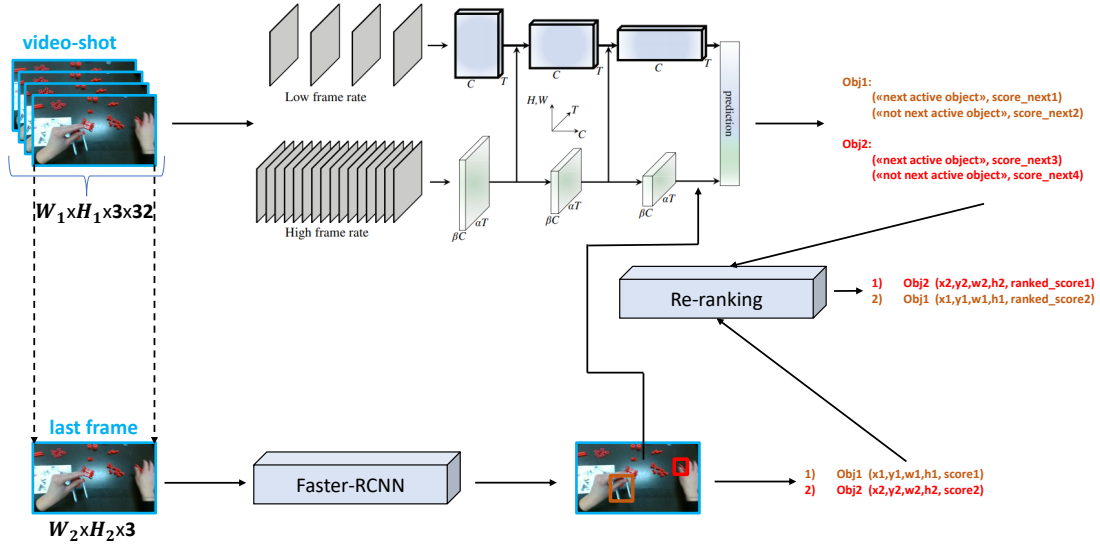 video-shot
W₁xH₁x3x32
Low frame rate
High frame rate
C
T
C
T
C
T
H,W
T
C
βC
αT
βC
αT
βC
αT
prediction
Obj1:
(«next active object», score_next1)
(«not next active object», score_next2)
Obj2:
(«next active object», score_next3)
(«not next active object», score_next4)
Re-ranking
1) Obj2 (x2,y2,w2,h2, ranked_score1)
2) Obj1 (x1,y1,w1,h1, ranked_score2)
last frame
W₂xH₂x3
Faster-RCNN
1) Obj1 (x1,y1,w1,h1, score1)
2) Obj2 (x2,y2,w2,h2, score2)